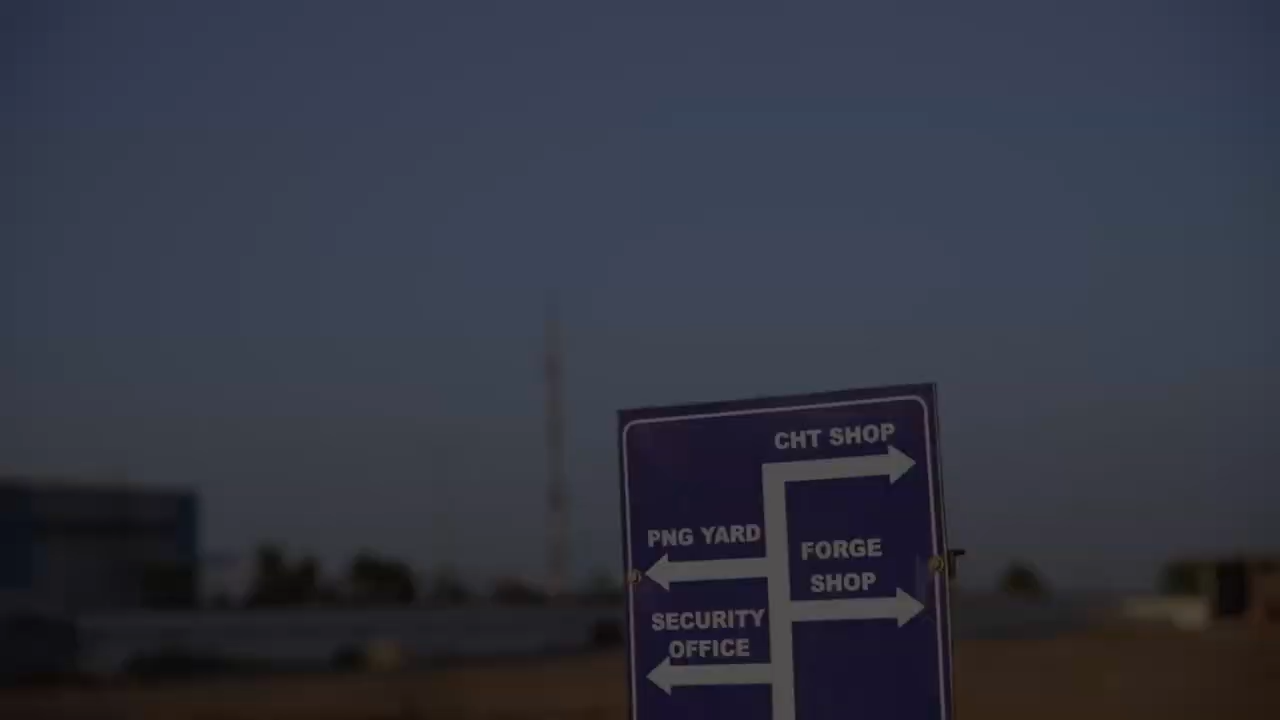 CHT SHOP
PNG YARD
FORGE
SHOP
SECURITY
OFFICE